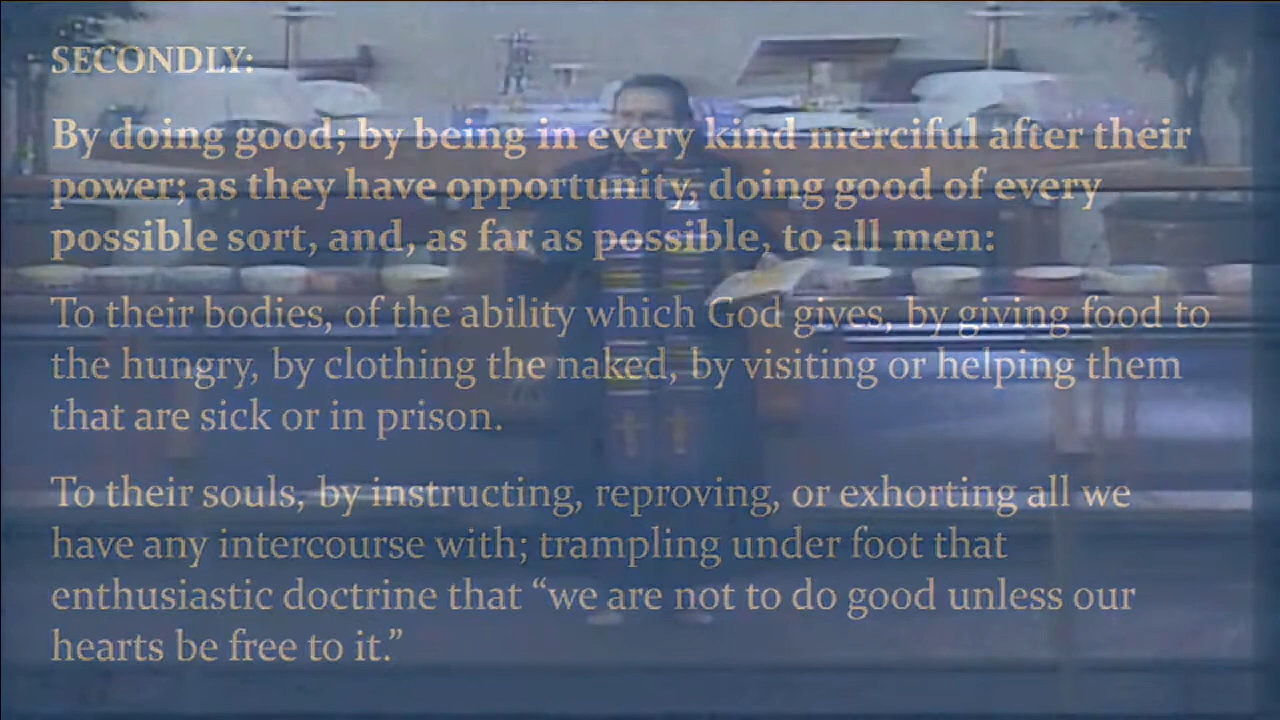 SECONDLY:
By doing good; by being in every kind merciful after their
power; as they have opportunity, doing good of every
possible sort, and, as far as possible, to all men:
To their bodies, of the ability which God gives, by giving food to
the hungry, by clothing the naked, by visiting or helping them
that are sick or in prison.
To their souls, by instructing, reproving, or exhorting all we
have any intercourse with; trampling under foot that
enthusiastic doctrine that “we are not to do good unless our
hearts be free to it.”